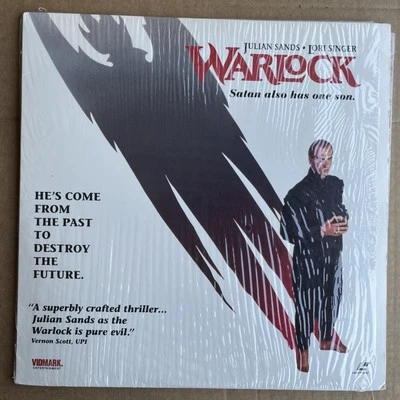 JULIAN SANDS • LORI SINGER
WARLOCK
Satan also has one son.
HE'S COME
FROM
THE PAST
TO
DESTROY
THE
FUTURE.
"A superbly crafted thriller...
Julian Sands as the
Warlock is pure evil."
Vernon Scott, UPI
VIDMARK
ENTERTAINMENT